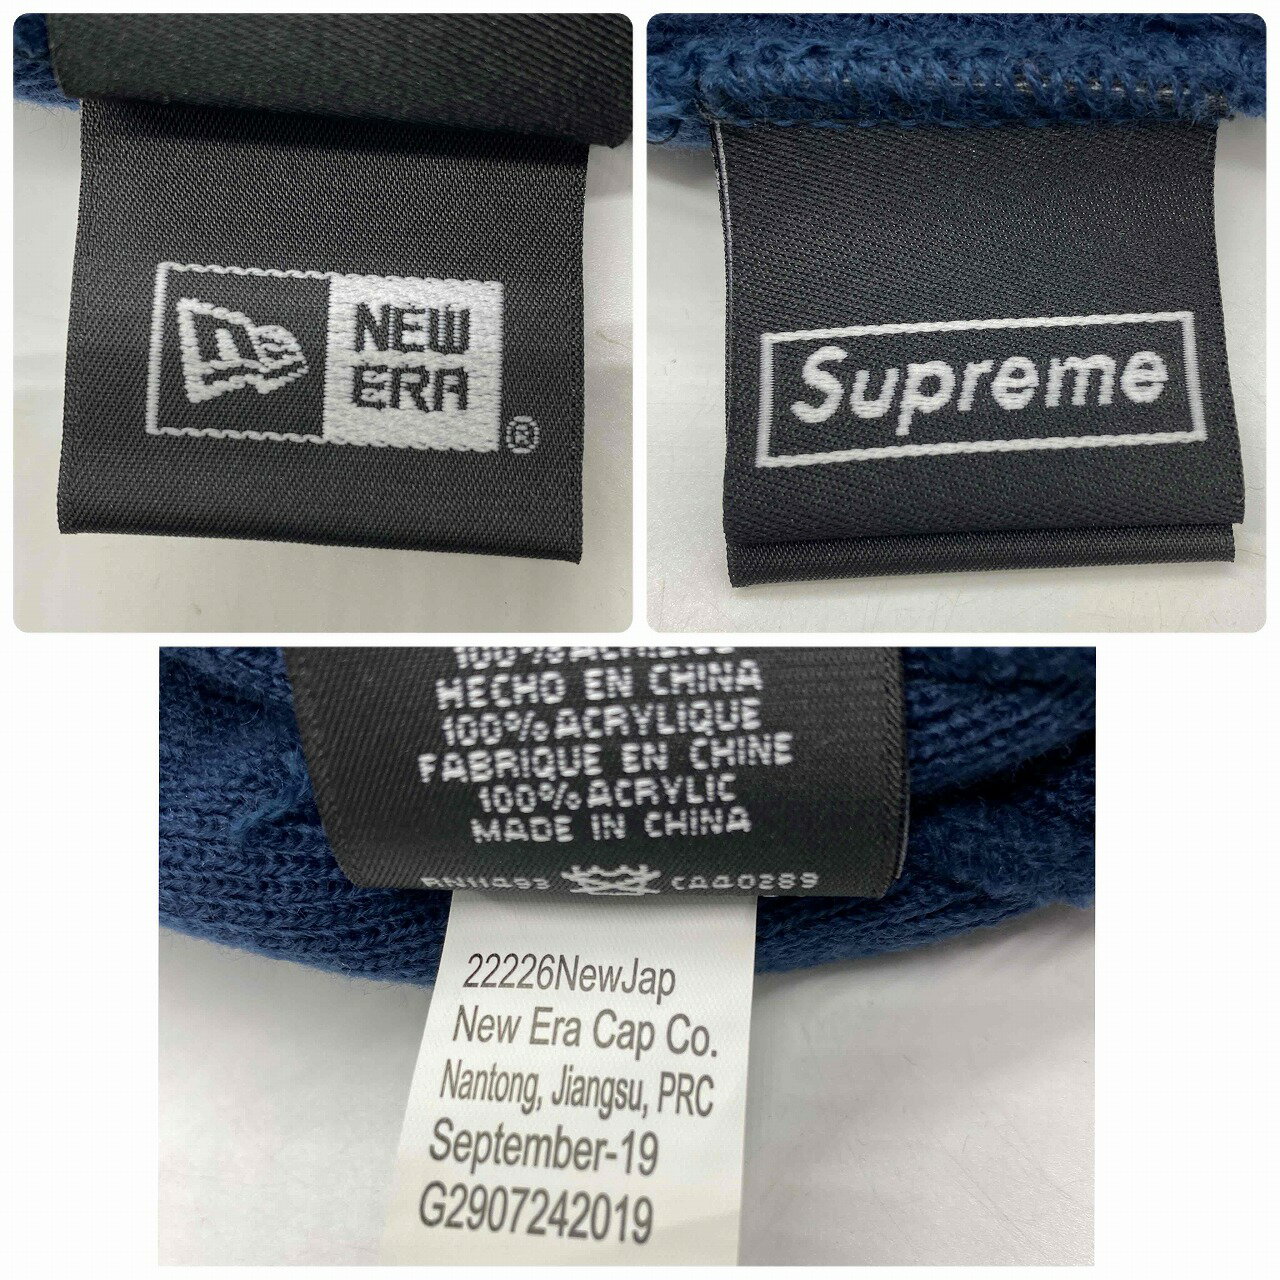 NEW
ERA
®
Supreme
HECHO EN CHINA
100% ACRYLIQUE
FABRIQUE EN CHINE
100% ACRYLIC
MADE IN CHINA
RN11493 CA40289
22226NewJap
New Era Cap Co.
Nantong, Jiangsu, PRC
September-19
G2907242019